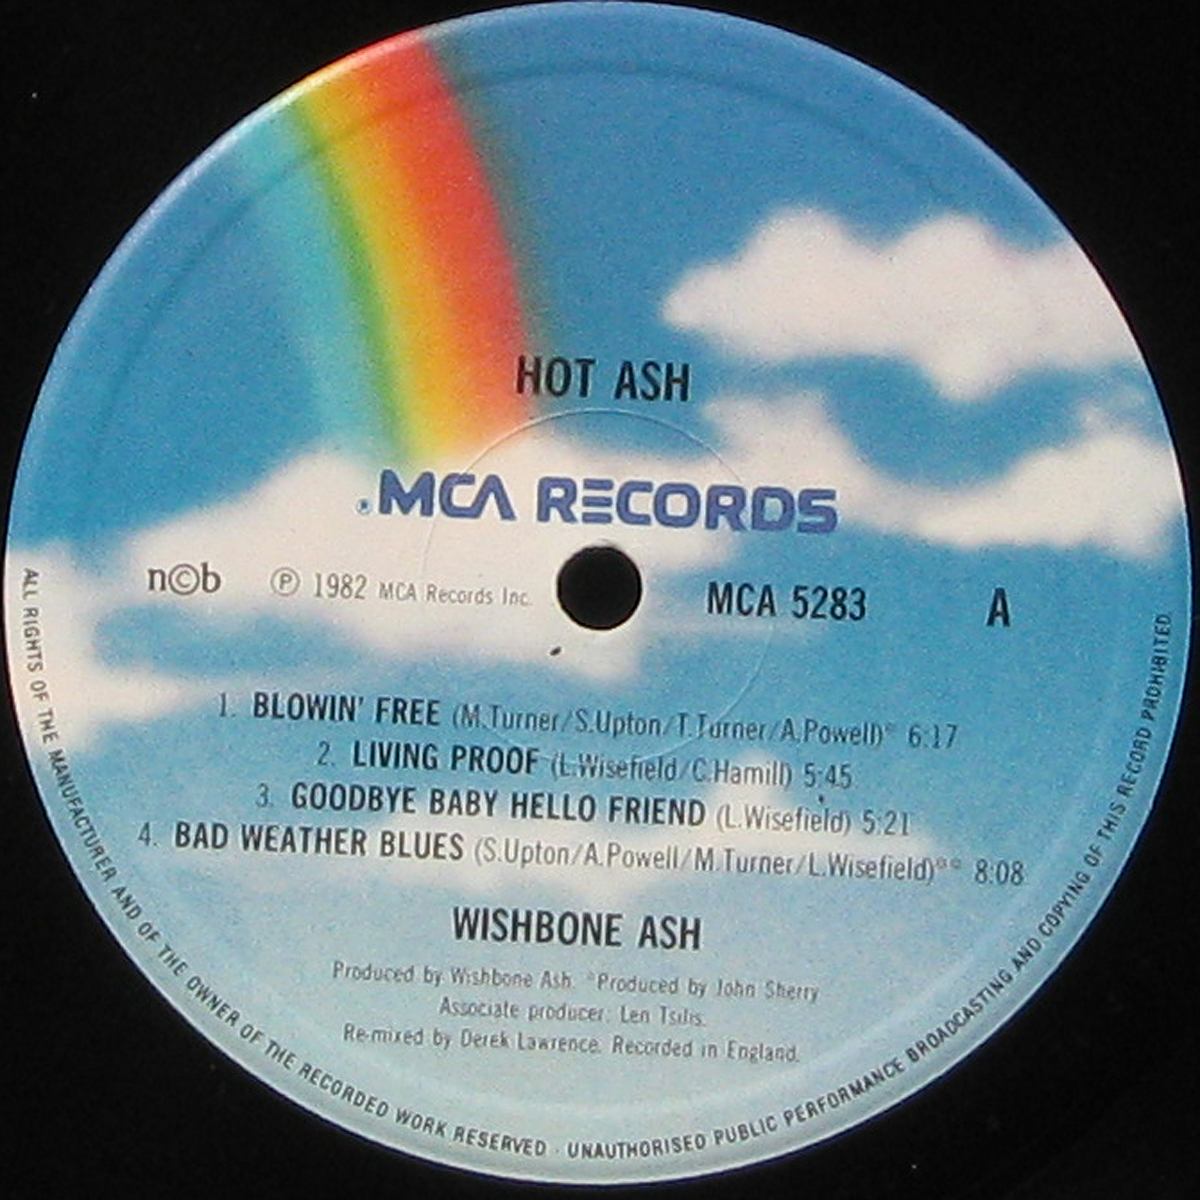 HOT ASH
MCA RECORDS
n©b ℗ 1982 MCA Records Inc. MCA 5283 A
1. BLOWIN' FREE (M.Turner/S.Upton/T.Turner/A.Powell)* 6:17
2. LIVING PROOF (L.Wisefield/C.Hamill) 5:45
3. GOODBYE BABY HELLO FRIEND (L.Wisefield) 5:21
4. BAD WEATHER BLUES (S.Upton/A.Powell/M.Turner/L.Wisefield)** 8:08
WISHBONE ASH
Produced by Wishbone Ash. *Produced by John Sherry
Associate producer: Len Tsilis.
Re-mixed by Derek Lawrence. Recorded in England.
ALL RIGHTS OF THE MANUFACTURER AND OF THE OWNER OF THE RECORDED WORK RESERVED · UNAUTHORISED PUBLIC PERFORMANCE BROADCASTING AND COPYING OF THIS RECORD PROHIBITED